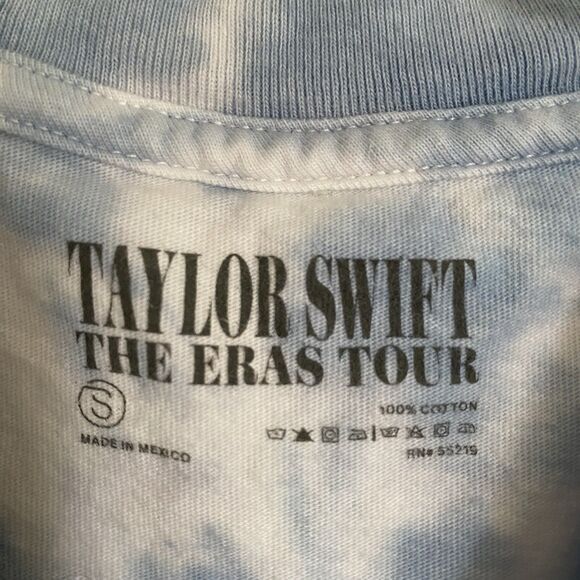 TAYLOR SWIFT
THE ERAS TOUR
S
100% COTTON
MADE IN MEXICO
RN# 55219